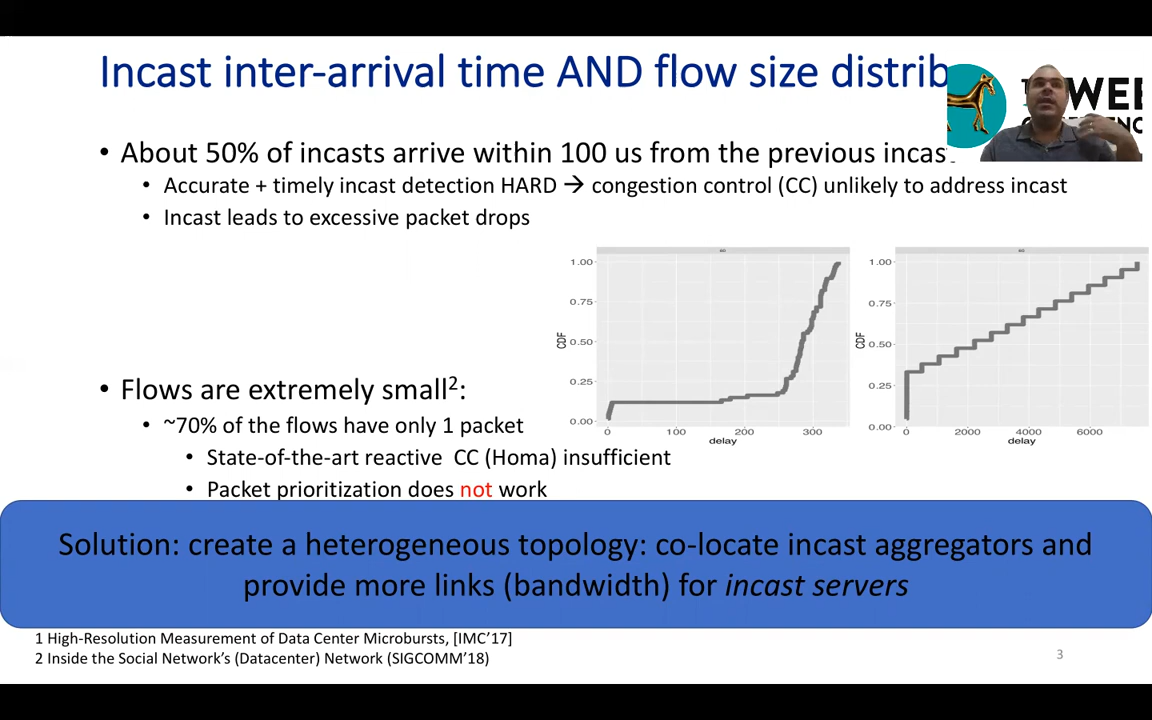 Incast inter-arrival time AND flow size distrib
WEB
• About 50% of incasts arrive within 100 us from the previous incast
• Accurate + timely incast detection HARD → congestion control (CC) unlikely to address incast
• Incast leads to excessive packet drops
1.00
0.75
0.50
0.25
0.00
CDF
0 100 200 300
delay
1.00
0.75
0.50
0.25
0.00
CDF
0 2000 4000 6000
delay
• Flows are extremely small2:
• ~70% of the flows have only 1 packet
• State-of-the-art reactive CC (Homa) insufficient
• Packet prioritization does not work
Solution: create a heterogeneous topology: co-locate incast aggregators and
provide more links (bandwidth) for incast servers
1 High-Resolution Measurement of Data Center Microbursts, [IMC’17]
2 Inside the Social Network’s (Datacenter) Network (SIGCOMM’18)
3